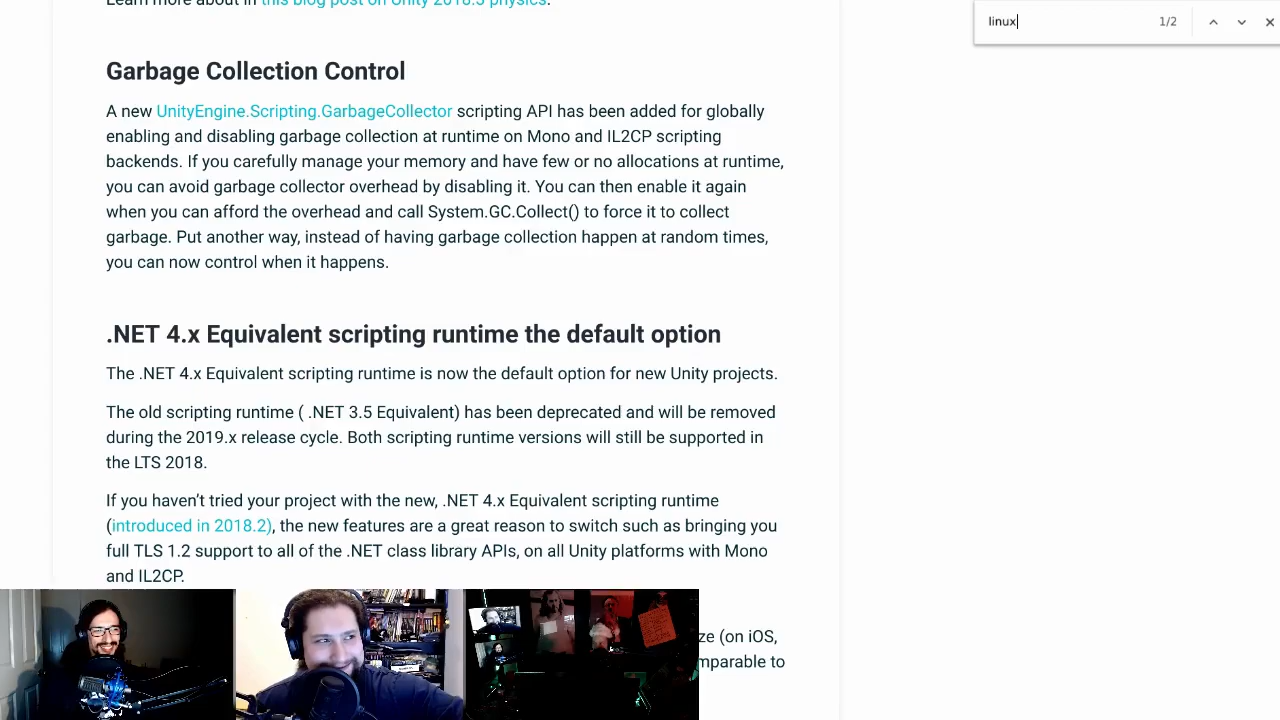 Learn more about in this blog post on Unity 2018.3 physics.
linux
1/2
Garbage Collection Control
A new UnityEngine.Scripting.GarbageCollector scripting API has been added for globally
enabling and disabling garbage collection at runtime on Mono and IL2CP scripting
backends. If you carefully manage your memory and have few or no allocations at runtime,
you can avoid garbage collector overhead by disabling it. You can then enable it again
when you can afford the overhead and call System.GC.Collect() to force it to collect
garbage. Put another way, instead of having garbage collection happen at random times,
you can now control when it happens.
.NET 4.x Equivalent scripting runtime the default option
The .NET 4.x Equivalent scripting runtime is now the default option for new Unity projects.
The old scripting runtime ( .NET 3.5 Equivalent) has been deprecated and will be removed
during the 2019.x release cycle. Both scripting runtime versions will still be supported in
the LTS 2018.
If you haven’t tried your project with the new, .NET 4.x Equivalent scripting runtime
(introduced in 2018.2), the new features are a great reason to switch such as bringing you
full TLS 1.2 support to all of the .NET class library APIs, on all Unity platforms with Mono
and IL2CP.
ze (on iOS,
mparable to